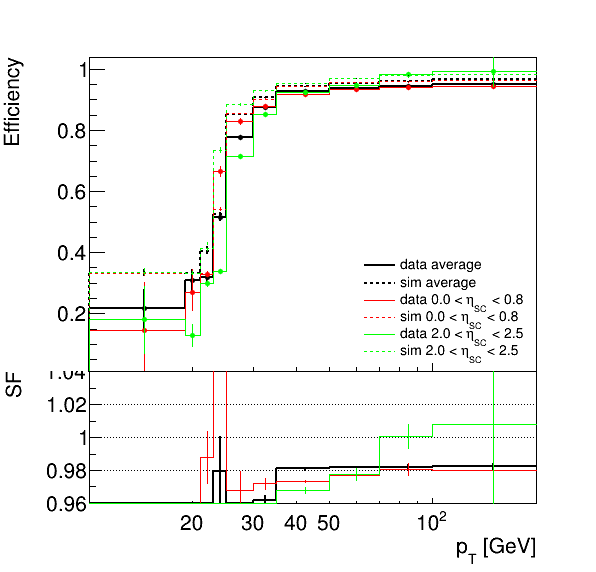 Efficiency
1
0.8
0.6
0.4
0.2
data average
sim average
data 0.0 < η_SC < 0.8
sim 0.0 < η_SC < 0.8
data 2.0 < η_SC < 2.5
sim 2.0 < η_SC < 2.5
SF
1.04
1.02
1
0.98
0.96
20 30 40 50 10²
p_T [GeV]